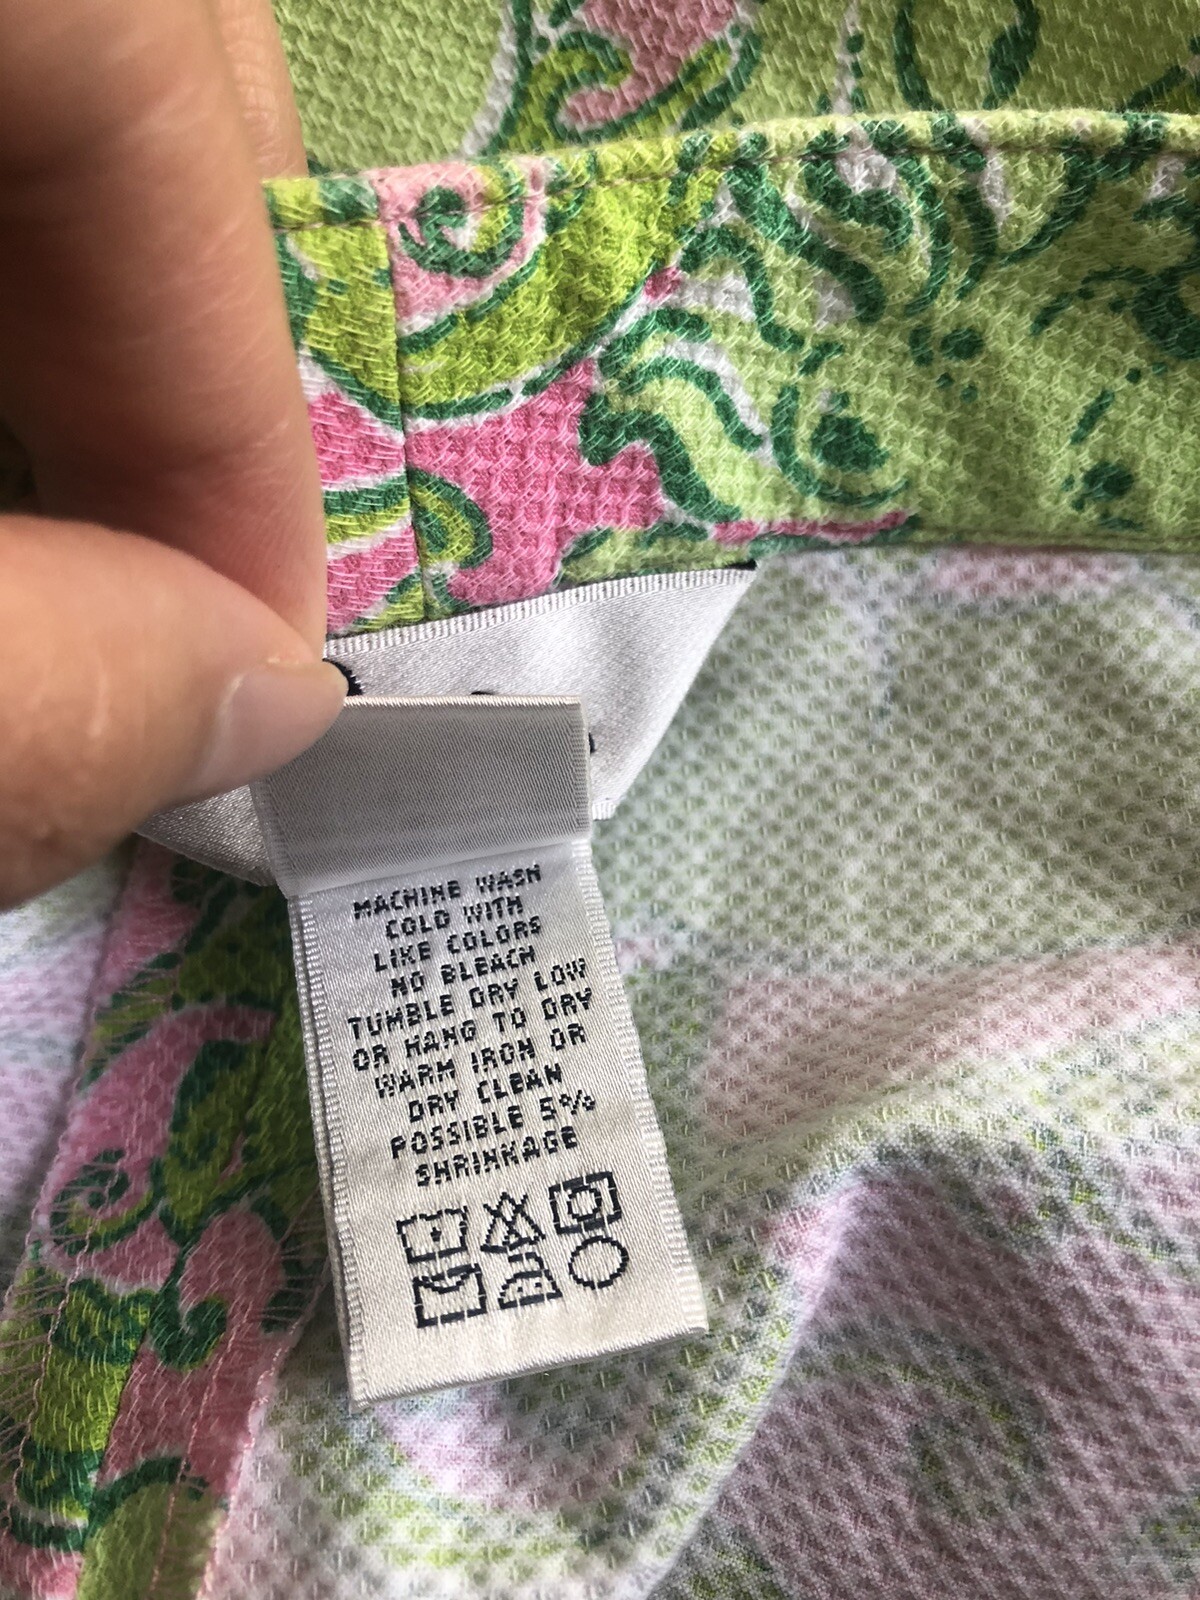 MACHINE WASH
COLD WITH
LIKE COLORS
NO BLEACH
TUMBLE DRY LOW
OR HANG TO DRY
WARM IRON OR
DRY CLEAN
POSSIBLE 5%
SHRINKAGE